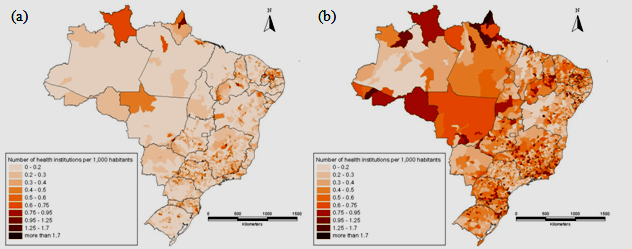 (a)
N
Number of health institutions per 1,000 habitants
0 - 0.2
0.2 - 0.3
0.3 - 0.4
0.4 - 0.5
0.5 - 0.6
0.6 - 0.75
0.75 - 0.95
0.95 - 1.25
1.25 - 1.7
more than 1.7
0 500 1000 1500
Kilometers
(b)
N
Number of health institutions per 1,000 habitants
0 - 0.2
0.2 - 0.3
0.3 - 0.4
0.4 - 0.5
0.5 - 0.6
0.6 - 0.75
0.75 - 0.95
0.95 - 1.25
1.25 - 1.7
more than 1.7
0 500 1000 1500
Kilometers